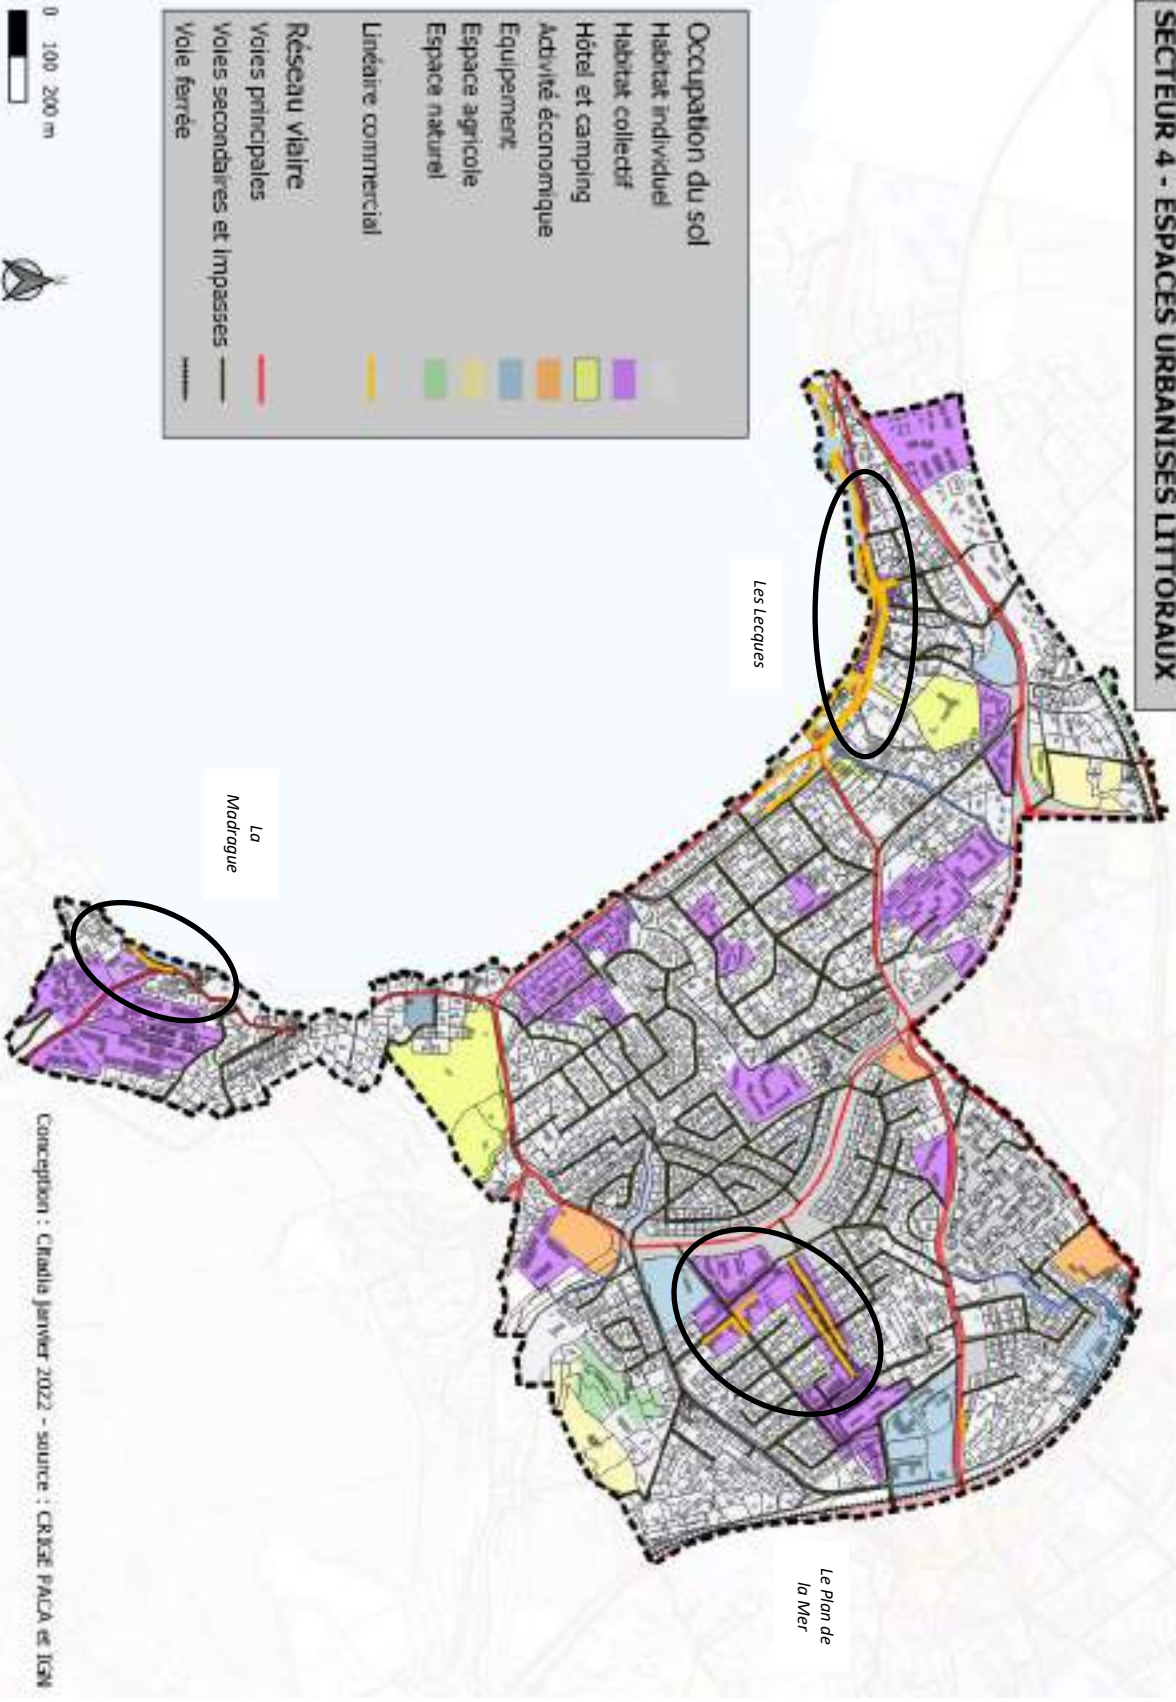 SECTEUR 4 - ESPACES URBANISES LITTORAUX
Occupation du sol
Habitat individuel
Habitat collectif
Hôtel et camping
Activité économique
Equipement
Espace agricole
Espace naturel
Linéaire commercial
Réseau viaire
Voies principales
Voies secondaires et impasses
Voie ferrée
0 100 200 m
Les Lecques
La
Madrague
Le Plan de
la Mer
Conception : Citadia janvier 2022 - source : CRIGE PACA et IGN